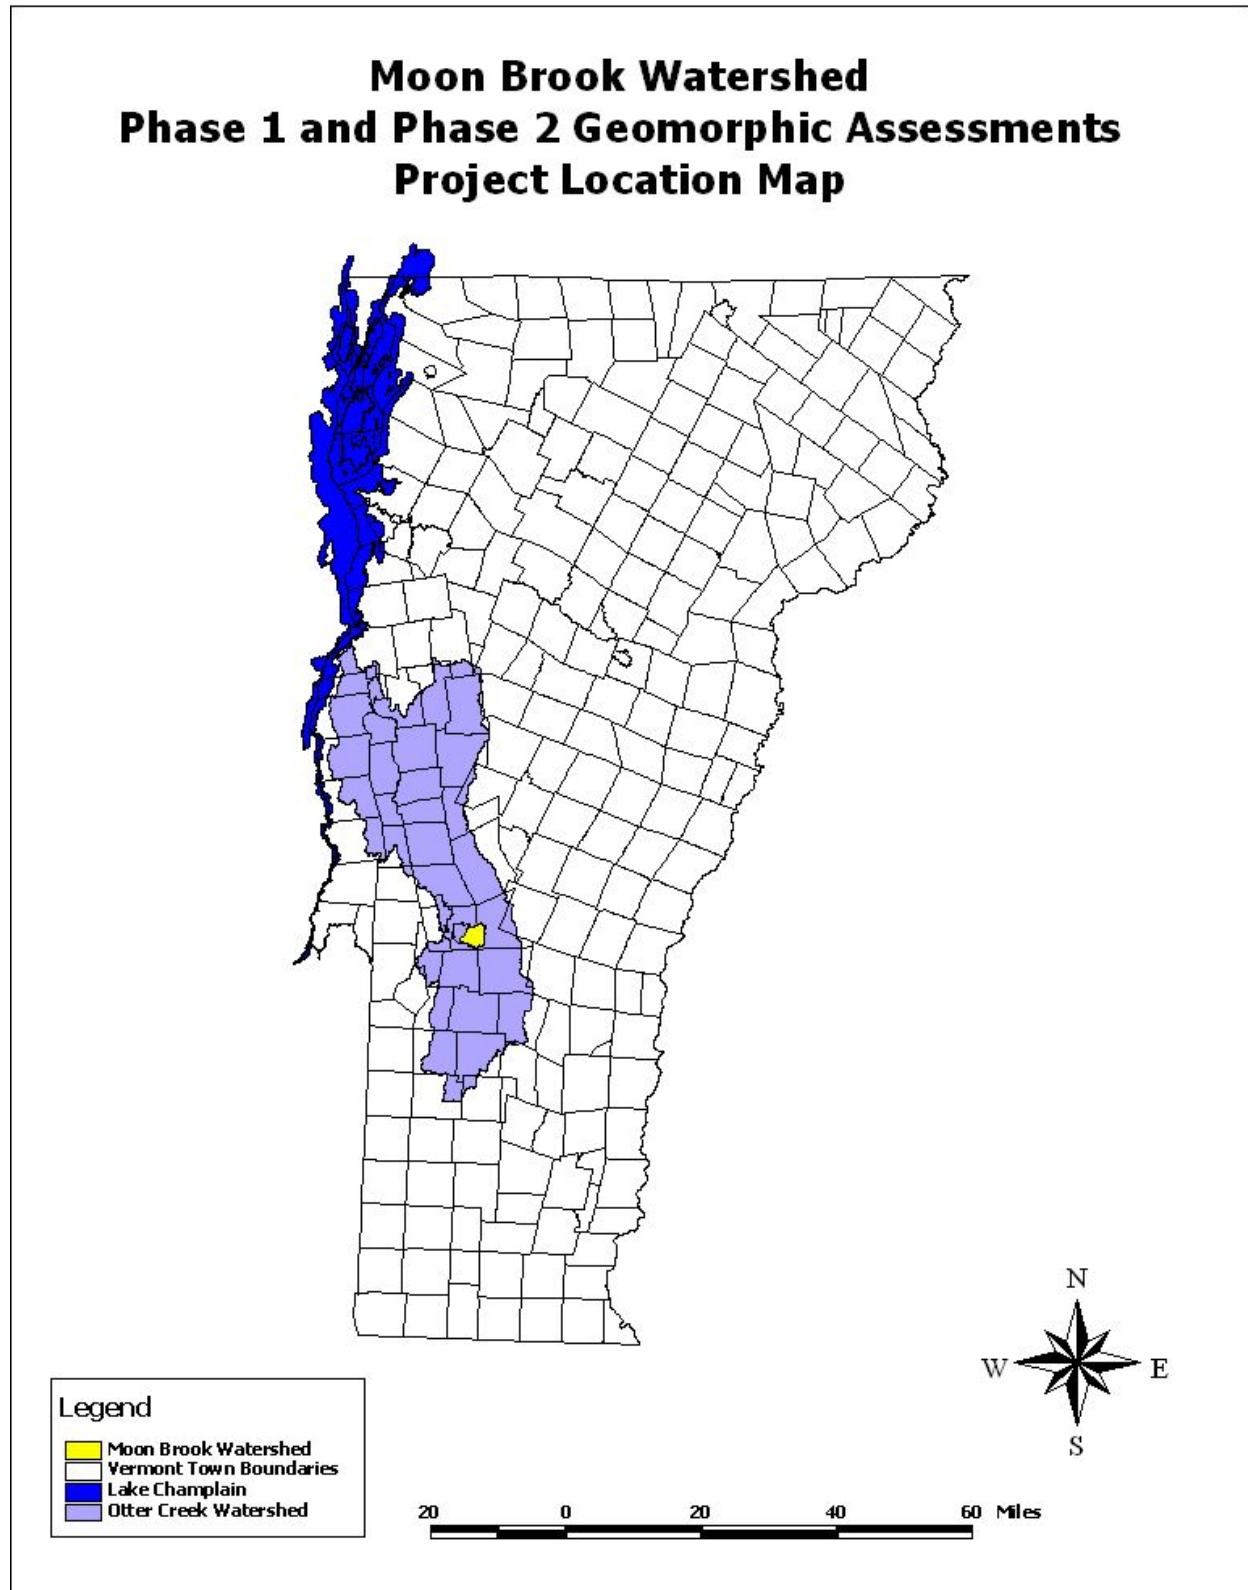 Moon Brook Watershed
Phase 1 and Phase 2 Geomorphic Assessments
Project Location Map
N
W E
S
Legend
Moon Brook Watershed
Vermont Town Boundaries
Lake Champlain
Otter Creek Watershed
20 0 20 40 60 Miles